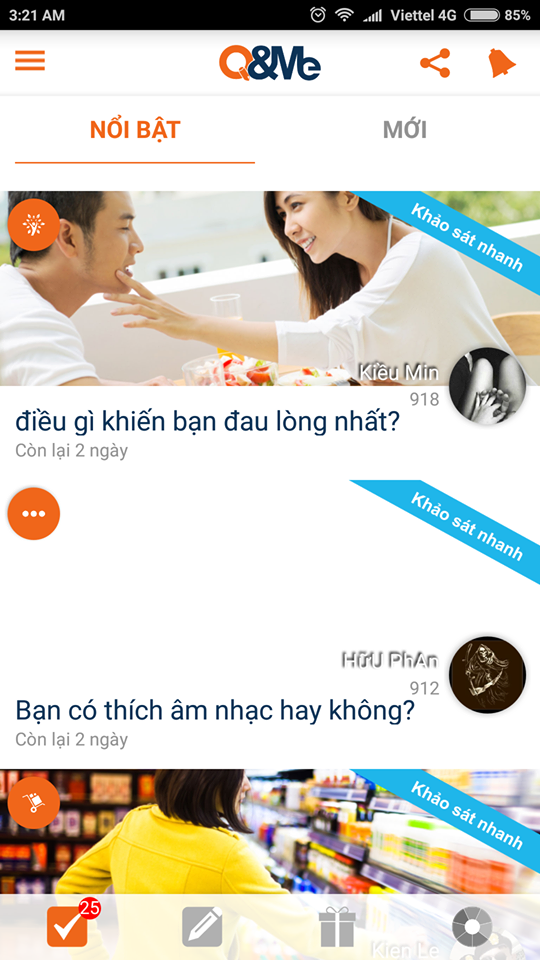 3:21 AM Viettel 4G 85%
Q&Me
NỔI BẬT MỚI
Khảo sát nhanh
Kiều Min
918
điều gì khiến bạn đau lòng nhất?
Còn lại 2 ngày
Khảo sát nhanh
HữU PhAn
912
Bạn có thích âm nhạc hay không?
Còn lại 2 ngày
Khảo sát nhanh
25
Kien Le